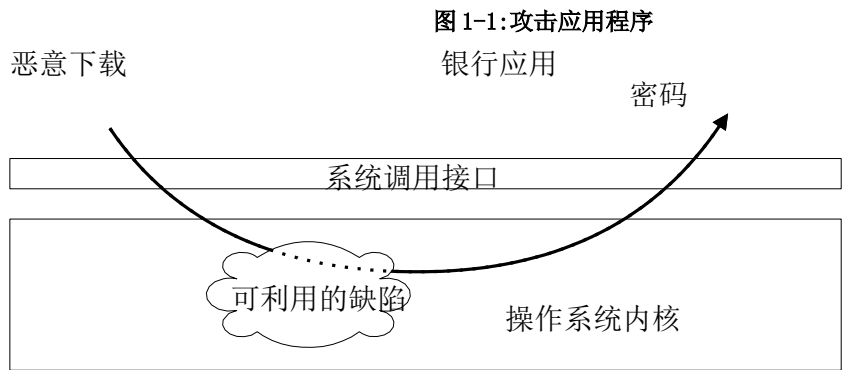 图 1-1:攻击应用程序
恶意下载
银行应用
密码
系统调用接口
可利用的缺陷
操作系统内核